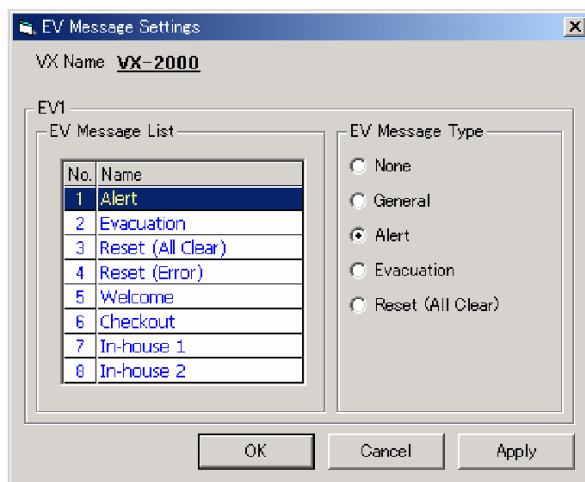 EV Message Settings
VX Name VX-2000
EV1
EV Message List
No. Name
1 Alert
2 Evacuation
3 Reset (All Clear)
4 Reset (Error)
5 Welcome
6 Checkout
7 In-house 1
8 In-house 2
EV Message Type
None
General
Alert
Evacuation
Reset (All Clear)
OK Cancel Apply